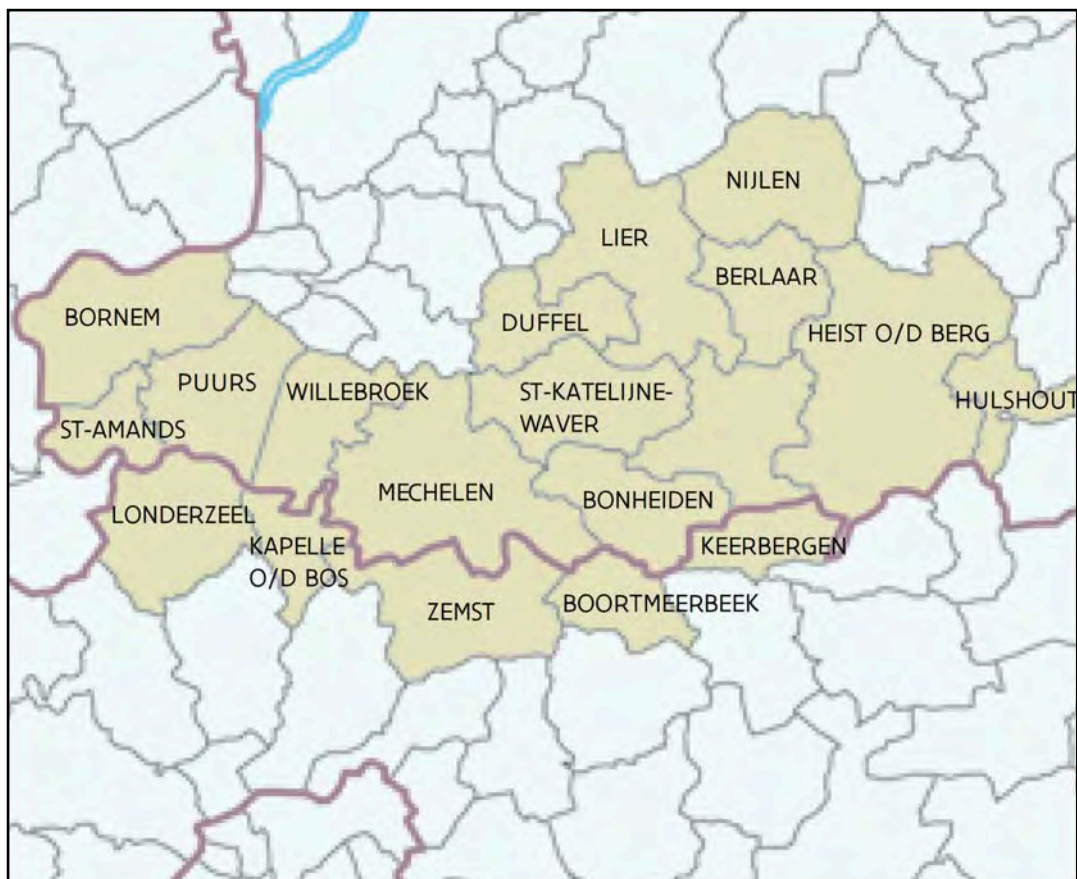 NIJLEN
LIER
BERLAAR
BORNEM
DUFFEL
HEIST O/D BERG
PUURS
WILLEBROEK
ST-KATELIJNE-
WAVER
HULSHOUT
ST-AMANDS
MECHELEN
BONHEIDEN
LONDERZEEL
KAPELLE
O/D BOS
KEERBERGEN
ZEMST
BOORTMEERBEEK